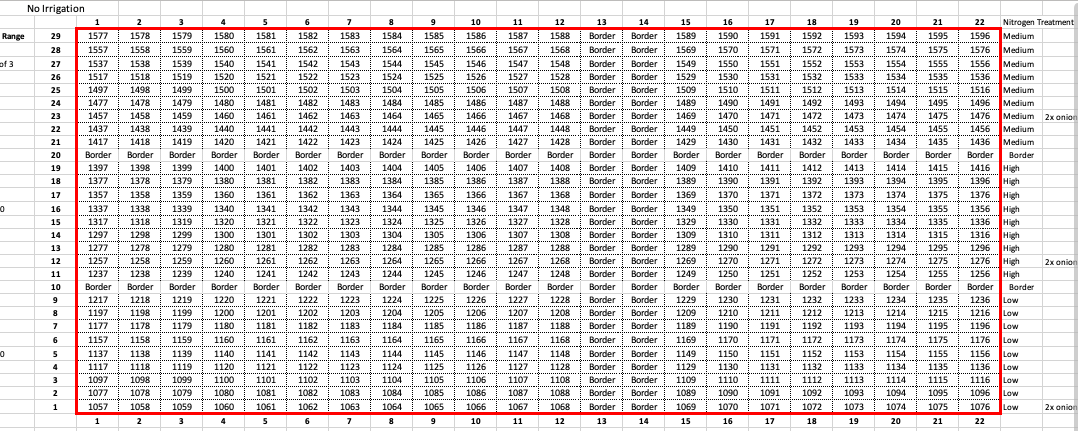 No Irrigation
1 2 3 4 5 6 7 8 9 10 11 12 13 14 15 16 17 18 19 20 21 22 Nitrogen Treatment
Range 29 1577 1578 1579 1580 1581 1582 1583 1584 1585 1586 1587 1588 Border Border 1589 1590 1591 1592 1593 1594 1595 1596 Medium
28 1557 1558 1559 1560 1561 1562 1563 1564 1565 1566 1567 1568 Border Border 1569 1570 1571 1572 1573 1574 1575 1576 Medium
of 3 27 1537 1538 1539 1540 1541 1542 1543 1544 1545 1546 1547 1548 Border Border 1549 1550 1551 1552 1553 1554 1555 1556 Medium
26 1517 1518 1519 1520 1521 1522 1523 1524 1525 1526 1527 1528 Border Border 1529 1530 1531 1532 1533 1534 1535 1536 Medium
25 1497 1498 1499 1500 1501 1502 1503 1504 1505 1506 1507 1508 Border Border 1509 1510 1511 1512 1513 1514 1515 1516 Medium
24 1477 1478 1479 1480 1481 1482 1483 1484 1485 1486 1487 1488 Border Border 1489 1490 1491 1492 1493 1494 1495 1496 Medium
23 1457 1458 1459 1460 1461 1462 1463 1464 1465 1466 1467 1468 Border Border 1469 1470 1471 1472 1473 1474 1475 1476 Medium 2x onion
22 1437 1438 1439 1440 1441 1442 1443 1444 1445 1446 1447 1448 Border Border 1449 1450 1451 1452 1453 1454 1455 1456 Medium
21 1417 1418 1419 1420 1421 1422 1423 1424 1425 1426 1427 1428 Border Border 1429 1430 1431 1432 1433 1434 1435 1436 Medium
20 Border Border Border Border Border Border Border Border Border Border Border Border Border Border Border Border Border Border Border Border Border Border Border
19 1397 1398 1399 1400 1401 1402 1403 1404 1405 1406 1407 1408 Border Border 1409 1410 1411 1412 1413 1414 1415 1416 High
18 1377 1378 1379 1380 1381 1382 1383 1384 1385 1386 1387 1388 Border Border 1389 1390 1391 1392 1393 1394 1395 1396 High
17 1357 1358 1359 1360 1361 1362 1363 1364 1365 1366 1367 1368 Border Border 1369 1370 1371 1372 1373 1374 1375 1376 High
0 16 1337 1338 1339 1340 1341 1342 1343 1344 1345 1346 1347 1348 Border Border 1349 1350 1351 1352 1353 1354 1355 1356 High
15 1317 1318 1319 1320 1321 1322 1323 1324 1325 1326 1327 1328 Border Border 1329 1330 1331 1332 1333 1334 1335 1336 High
14 1297 1298 1299 1300 1301 1302 1303 1304 1305 1306 1307 1308 Border Border 1309 1310 1311 1312 1313 1314 1315 1316 High
13 1277 1278 1279 1280 1281 1282 1283 1284 1285 1286 1287 1288 Border Border 1289 1290 1291 1292 1293 1294 1295 1296 High
12 1257 1258 1259 1260 1261 1262 1263 1264 1265 1266 1267 1268 Border Border 1269 1270 1271 1272 1273 1274 1275 1276 High 2x onion
11 1237 1238 1239 1240 1241 1242 1243 1244 1245 1246 1247 1248 Border Border 1249 1250 1251 1252 1253 1254 1255 1256 High
10 Border Border Border Border Border Border Border Border Border Border Border Border Border Border Border Border Border Border Border Border Border Border Border
9 1217 1218 1219 1220 1221 1222 1223 1224 1225 1226 1227 1228 Border Border 1229 1230 1231 1232 1233 1234 1235 1236 Low
8 1197 1198 1199 1200 1201 1202 1203 1204 1205 1206 1207 1208 Border Border 1209 1210 1211 1212 1213 1214 1215 1216 Low
7 1177 1178 1179 1180 1181 1182 1183 1184 1185 1186 1187 1188 Border Border 1189 1190 1191 1192 1193 1194 1195 1196 Low
6 1157 1158 1159 1160 1161 1162 1163 1164 1165 1166 1167 1168 Border Border 1169 1170 1171 1172 1173 1174 1175 1176 Low
0 5 1137 1138 1139 1140 1141 1142 1143 1144 1145 1146 1147 1148 Border Border 1149 1150 1151 1152 1153 1154 1155 1156 Low
4 1117 1118 1119 1120 1121 1122 1123 1124 1125 1126 1127 1128 Border Border 1129 1130 1131 1132 1133 1134 1135 1136 Low
3 1097 1098 1099 1100 1101 1102 1103 1104 1105 1106 1107 1108 Border Border 1109 1110 1111 1112 1113 1114 1115 1116 Low
2 1077 1078 1079 1080 1081 1082 1083 1084 1085 1086 1087 1088 Border Border 1089 1090 1091 1092 1093 1094 1095 1096 Low
1 1057 1058 1059 1060 1061 1062 1063 1064 1065 1066 1067 1068 Border Border 1069 1070 1071 1072 1073 1074 1075 1076 Low 2x onion
1 2 3 4 5 6 7 8 9 10 11 12 13 14 15 16 17 18 19 20 21 22